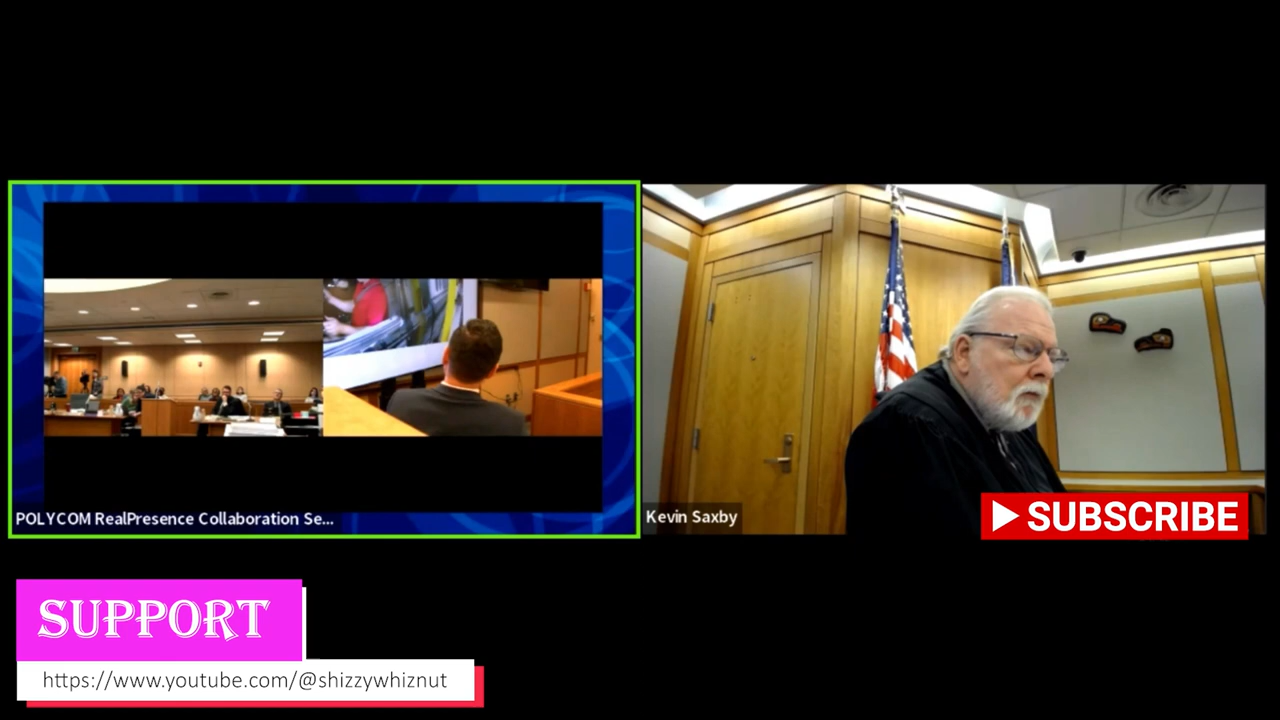 POLYCOM RealPresence Collaboration Se...
Kevin Saxby
SUBSCRIBE
SUPPORT
https://www.youtube.com/@shizzywhiznut